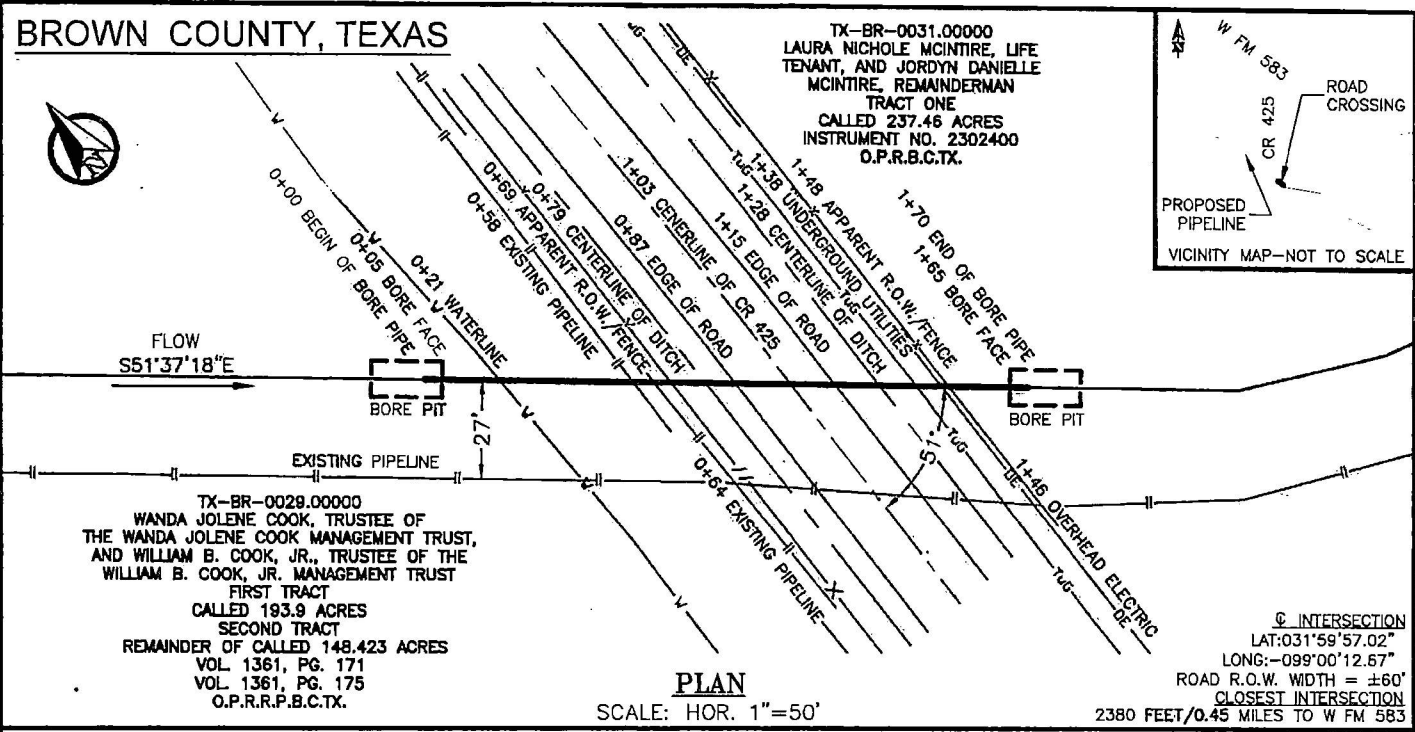 BROWN COUNTY, TEXAS
TX-BR-0031.00000
LAURA NICHOLE MCINTIRE, LIFE
TENANT, AND JORDYN DANIELLE
MCINTIRE, REMAINDERMAN
TRACT ONE
CALLED 237.46 ACRES
INSTRUMENT NO. 2302400
O.P.R.B.C.TX.
W FM 583
CR 425
ROAD
CROSSING
PROPOSED
PIPELINE
VICINITY MAP-NOT TO SCALE
0+00 BEGIN OF BORE PIPE
0+05 BORE FACE
0+21 WATERLINE
0+58 EXISTING PIPELINE
0+69 APPARENT R.O.W./FENCE
0+79 CENTERLINE OF DITCH
0+87 EDGE OF ROAD
1+03 CENERLINE OF CR 425
1+15 EDGE OF ROAD
1+28 CENTERLINE OF DITCH
1+38 UNDERGROUND UTILITIES
1+48 APPARENT R.O.W./FENCE
1+70 END OF BORE PIPE
1+65 BORE FACE
W
W
W
W
W
W
TUG
TUG
TUG
TUG
TUG
OE
OE
OE
FLOW
S51°37'18"E
BORE PIT
BORE PIT
27'
51°
EXISTING PIPELINE
0+64 EXISTING PIPELINE
1+46 OVERHEAD ELECTRIC
TX-BR-0029.00000
WANDA JOLENE COOK, TRUSTEE OF
THE WANDA JOLENE COOK MANAGEMENT TRUST,
AND WILLIAM B. COOK, JR., TRUSTEE OF THE
WILLIAM B. COOK, JR. MANAGEMENT TRUST
FIRST TRACT
CALLED 193.9 ACRES
SECOND TRACT
REMAINDER OF CALLED 148.423 ACRES
VOL. 1361, PG. 171
VOL. 1361, PG. 175
O.P.R.R.P.B.C.TX.
PLAN
SCALE: HOR. 1"=50'
℄ INTERSECTION
LAT:031°59'57.02"
LONG:-099°00'12.67"
ROAD R.O.W. WIDTH = ±60'
CLOSEST INTERSECTION
2380 FEET/0.45 MILES TO W FM 583